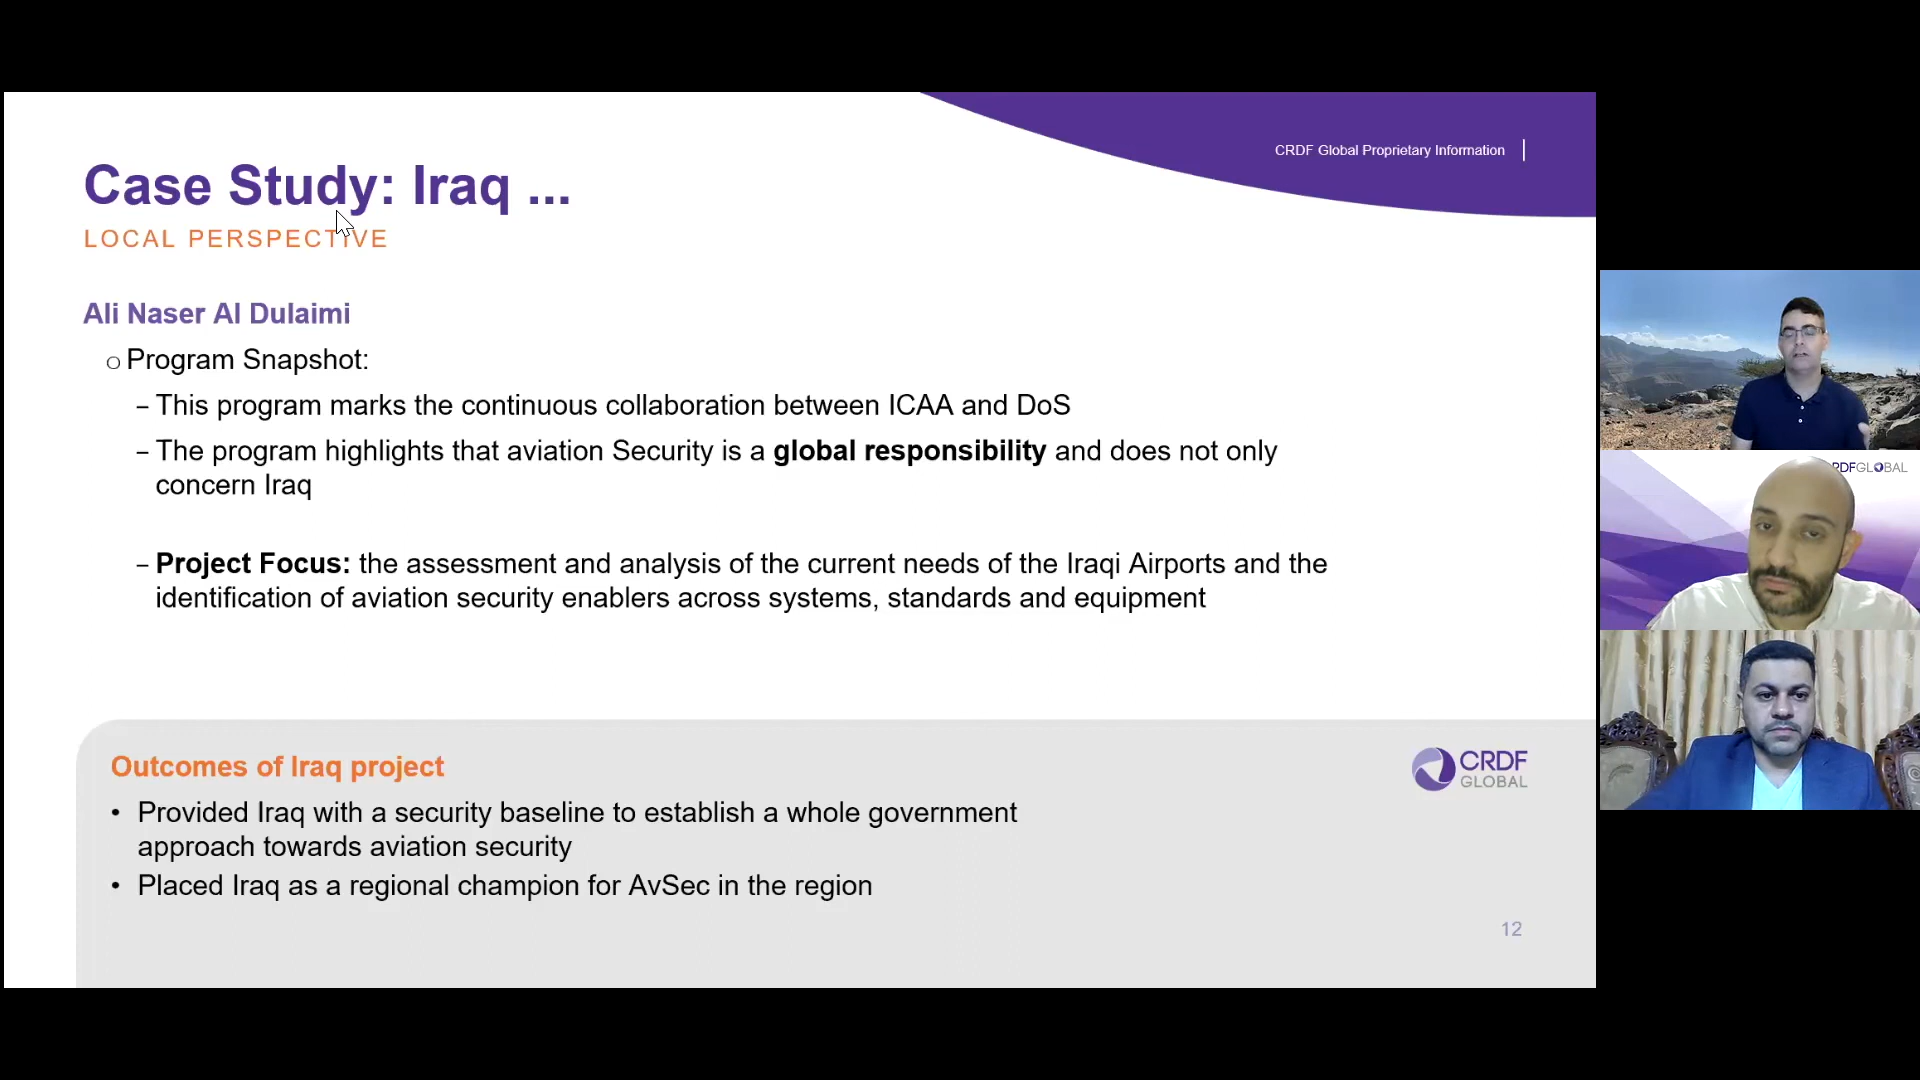 CRDF Global Proprietary Information
Case Study: Iraq ...
LOCAL PERSPECTIVE
Ali Naser Al Dulaimi
o Program Snapshot:
– This program marks the continuous collaboration between ICAA and DoS
– The program highlights that aviation Security is a global responsibility and does not only
concern Iraq
– Project Focus: the assessment and analysis of the current needs of the Iraqi Airports and the
identification of aviation security enablers across systems, standards and equipment
Outcomes of Iraq project
• Provided Iraq with a security baseline to establish a whole government
approach towards aviation security
• Placed Iraq as a regional champion for AvSec in the region
CRDF
GLOBAL
12
RDFGLOBAL